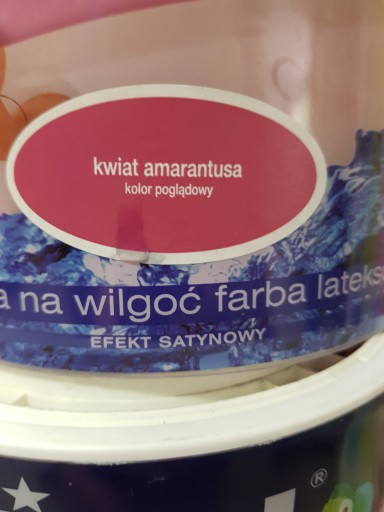 kwiat amarantusa
kolor poglądowy
a na wilgoć farba lateks
EFEKT SATYNOWY
®